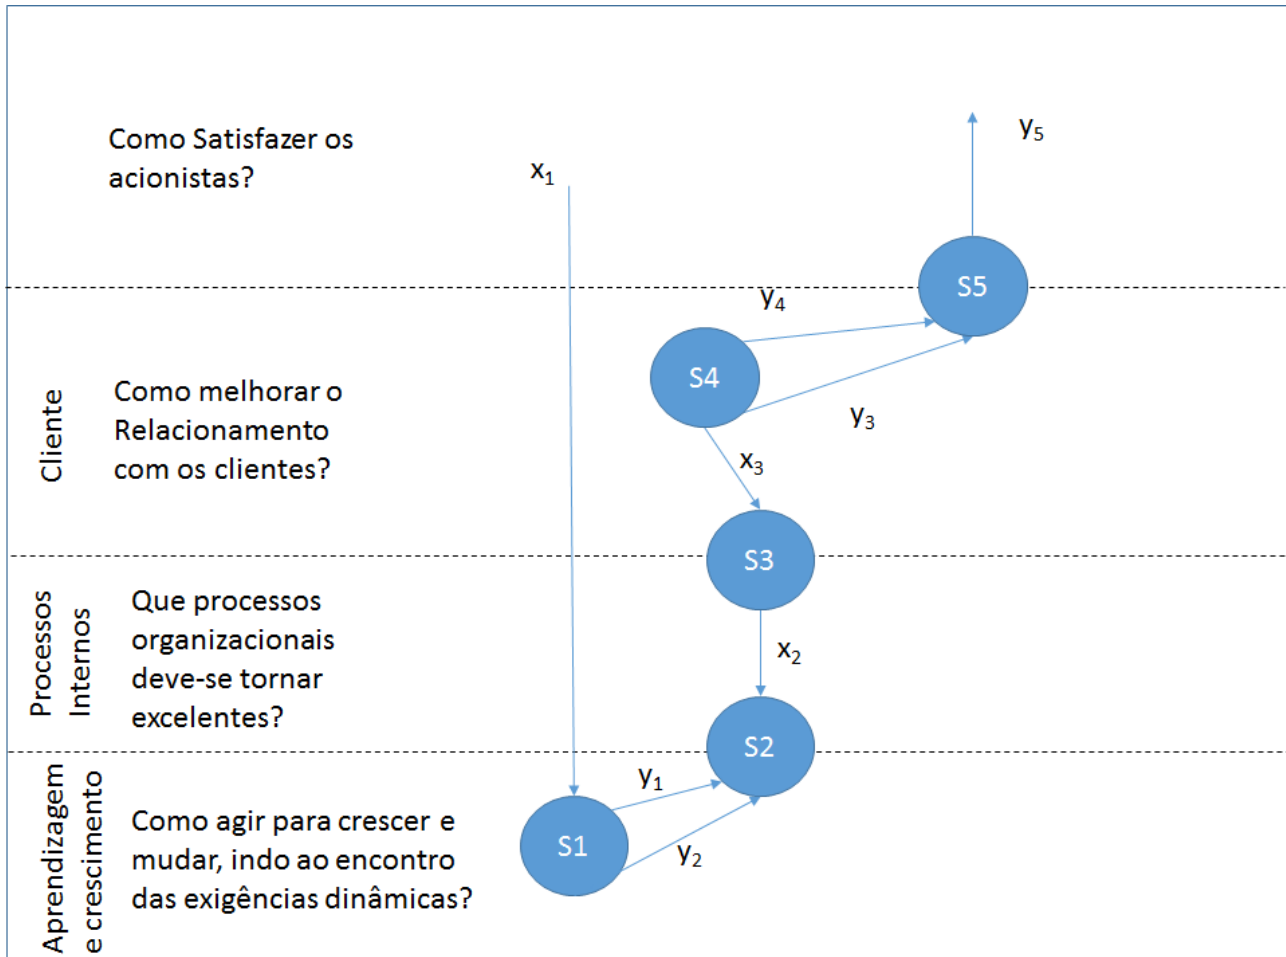 Como Satisfazer os
acionistas?
x₁
y₅
S5
y₄
S4
y₃
Cliente
Como melhorar o
Relacionamento
com os clientes?
x₃
S3
Processos
Internos
Que processos
organizacionais
deve-se tornar
excelentes?
x₂
S2
Aprendizagem
e crescimento
Como agir para crescer e
mudar, indo ao encontro
das exigências dinâmicas?
y₁
S1
y₂